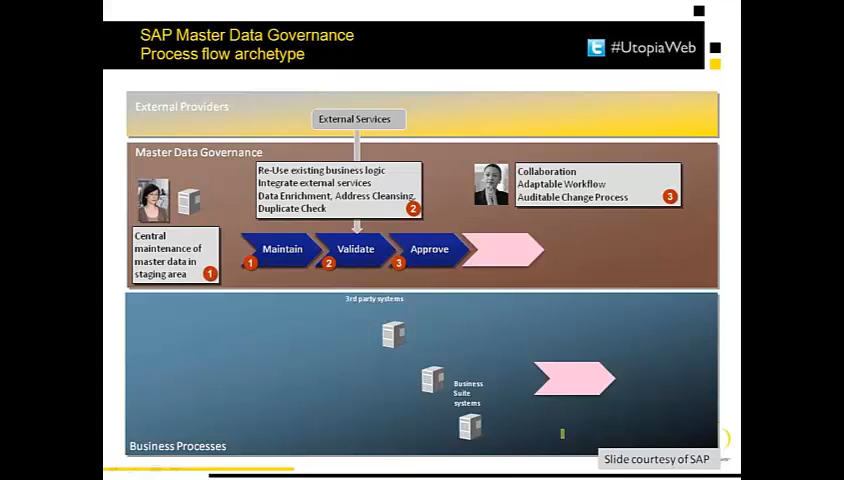 SAP Master Data Governance
Process flow archetype
#UtopiaWeb
External Providers
External Services
Master Data Governance
Re-Use existing business logic
Integrate external services
Data Enrichment, Address Cleansing,
Duplicate Check
2
Collaboration
Adaptable Workflow
Auditable Change Process
3
Central
maintenance of
master data in
staging area
1
Maintain
1
Validate
2
Approve
3
3rd party systems
Business
Suite
systems
Business Processes
Slide courtesy of SAP